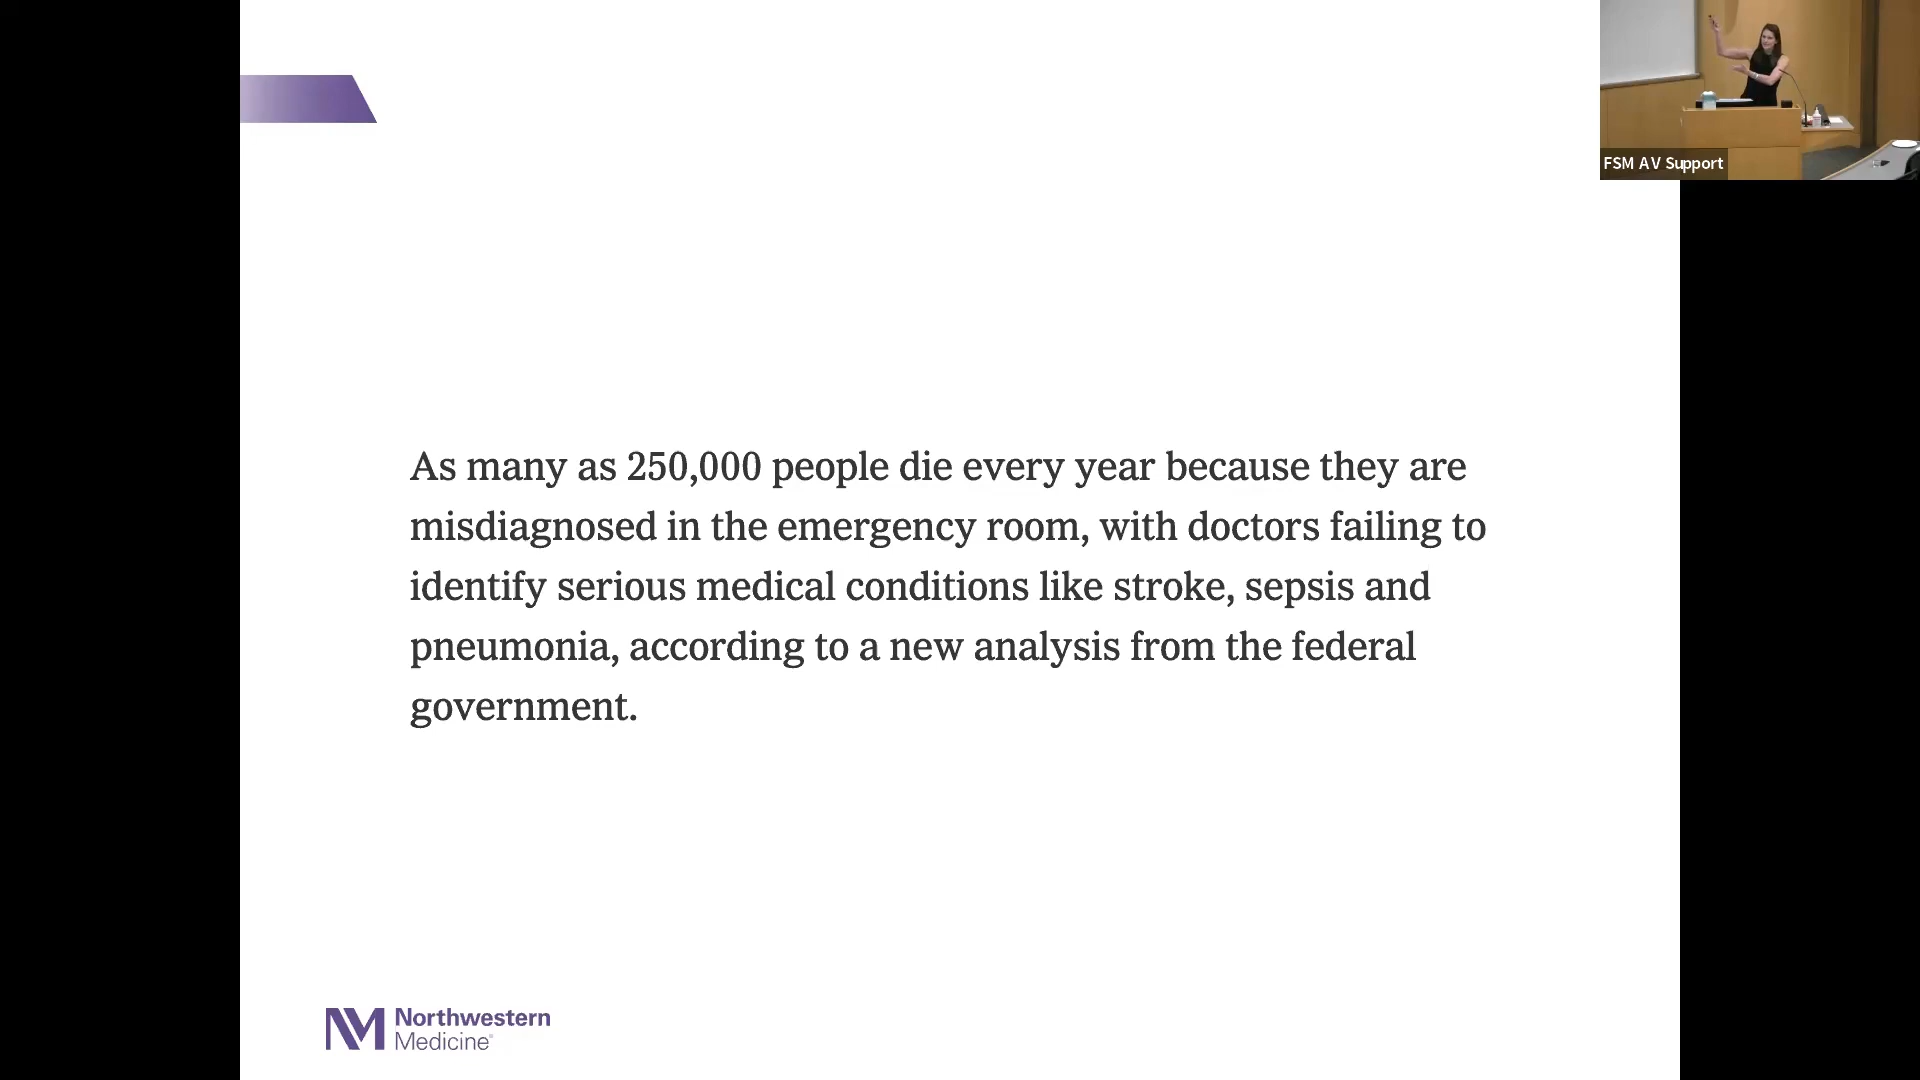 FSM AV Support
As many as 250,000 people die every year because they are
misdiagnosed in the emergency room, with doctors failing to
identify serious medical conditions like stroke, sepsis and
pneumonia, according to a new analysis from the federal
government.
NM Northwestern
Medicine®